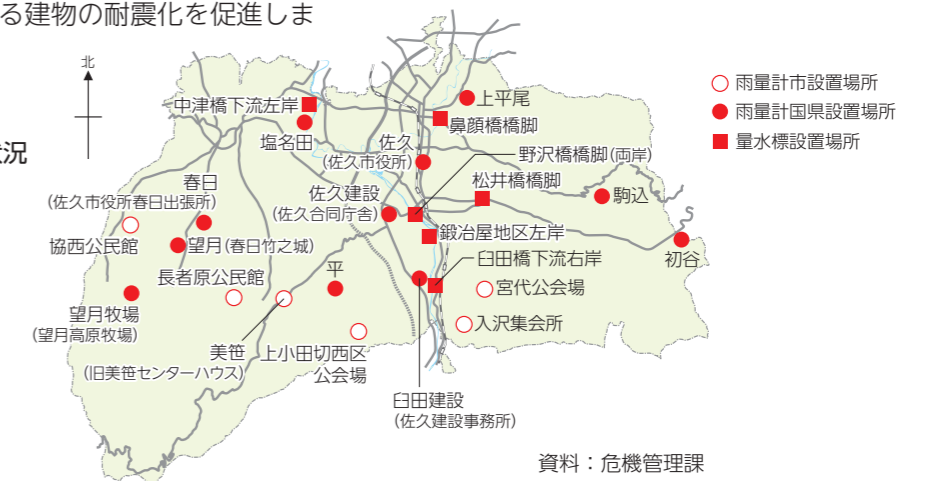 る建物の耐震化を促進しま
況
北
雨量計市設置場所
雨量計国県設置場所
量水標設置場所
中津橋下流左岸
上平尾
鼻顔橋橋脚
塩名田
佐久
(佐久市役所)
野沢橋橋脚(両岸)
松井橋橋脚
春日
(佐久市役所春日出張所)
佐久建設
(佐久合同庁舎)
駒込
協西公民館
望月(春日竹之城)
鍛冶屋地区左岸
初谷
臼田橋下流右岸
長者原公民館
平
宮代公会場
望月牧場
(望月高原牧場)
入沢集会所
美笹
(旧美笹センターハウス)
上小田切西区
公会場
臼田建設
(佐久建設事務所)
資料：危機管理課